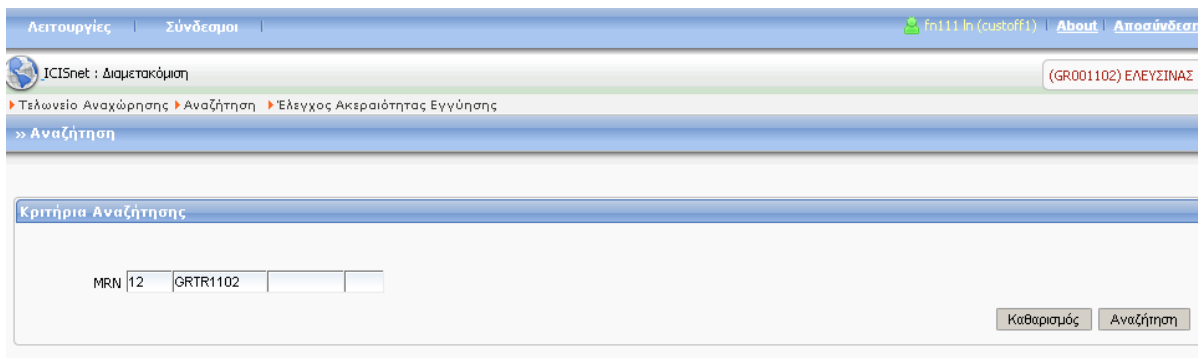 Λειτουργίες | Σύνδεσμοι | fn111 ln (custoff1) | About | Αποσύνδεση
ICISnet : Διαμετακόμιση (GR001102) ΕΛΕΥΣΙΝΑΣ
Τελωνείο Αναχώρησης Αναζήτηση Έλεγχος Ακεραιότητας Εγγύησης
» Αναζήτηση
Κριτήρια Αναζήτησης
MRN 12 GRTR1102
Καθαρισμός Αναζήτηση